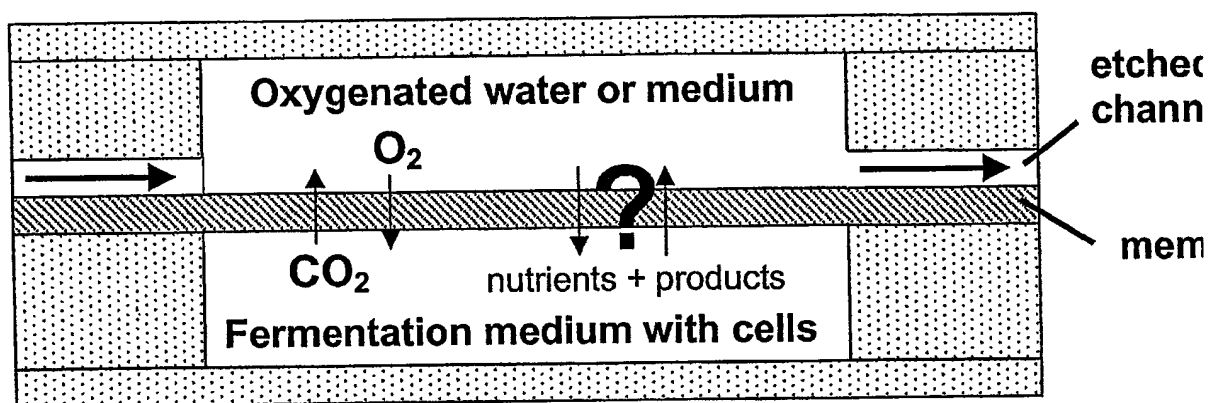 Oxygenated water or medium
etched
chann
O₂
?
CO₂
nutrients + products
mem
Fermentation medium with cells